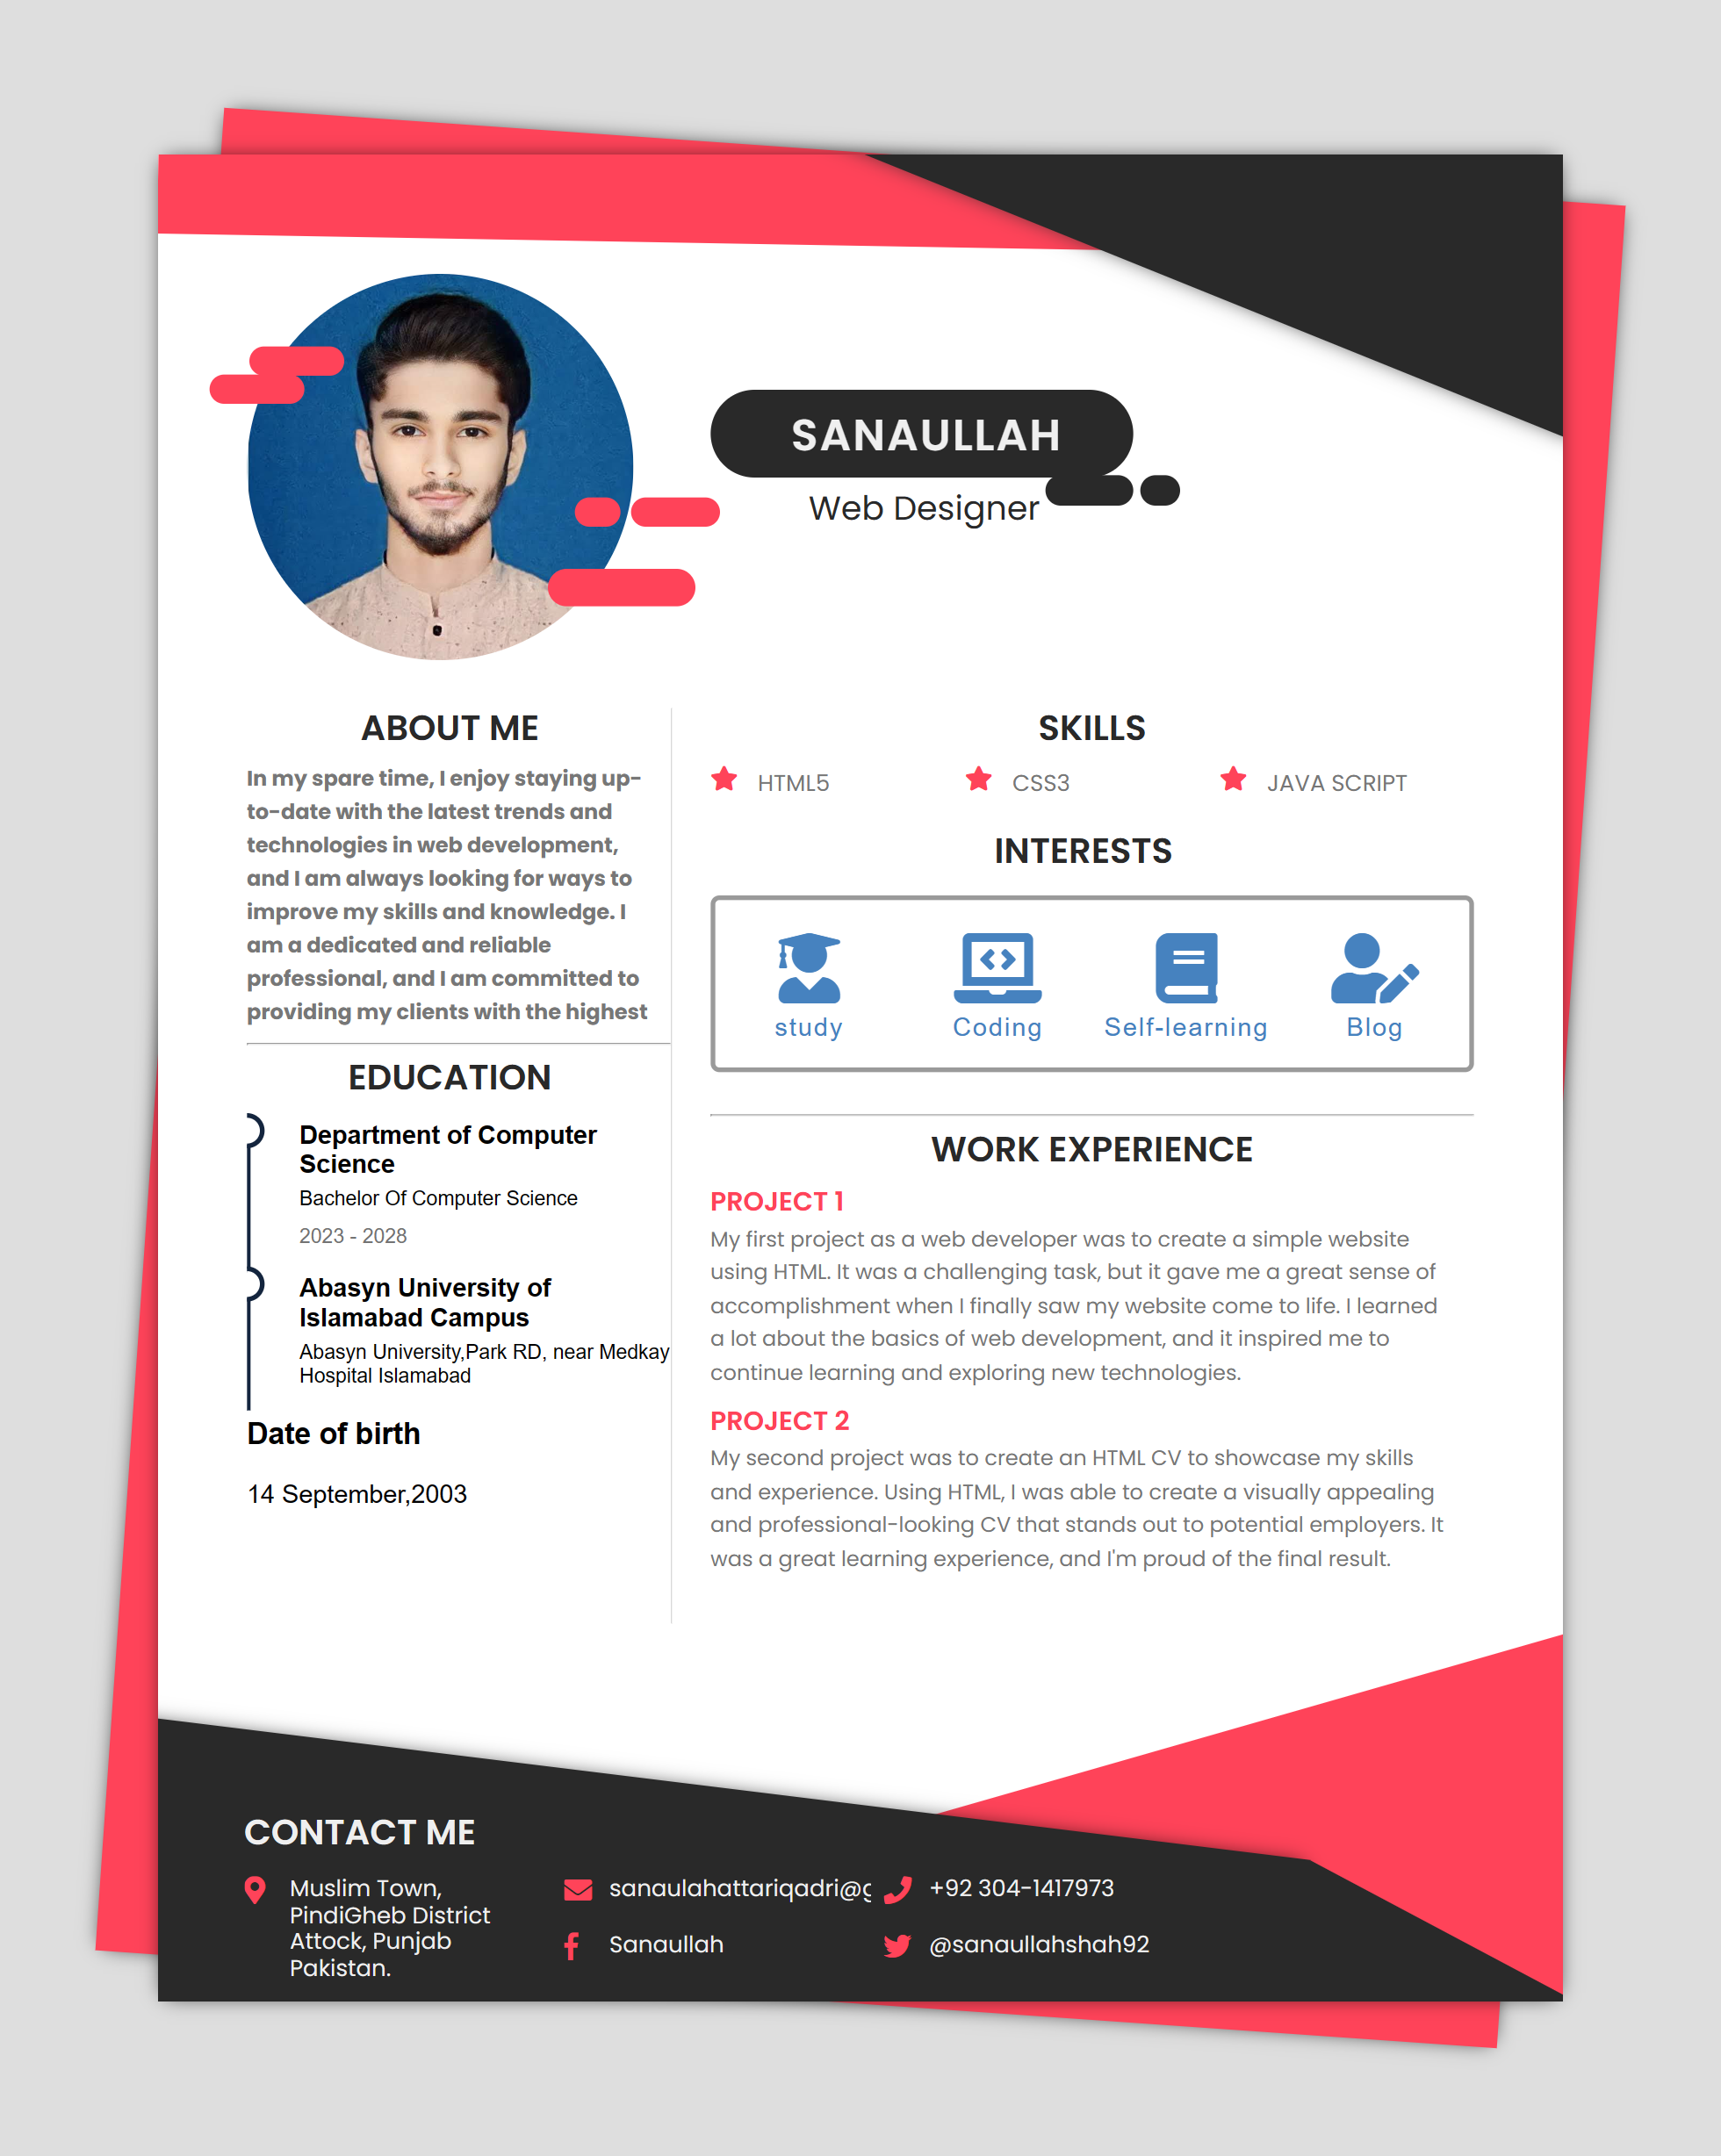 SANAULLAH
Web Designer
ABOUT ME
In my spare time, I enjoy staying up-
to-date with the latest trends and
technologies in web development,
and I am always looking for ways to
improve my skills and knowledge. I
am a dedicated and reliable
professional, and I am committed to
providing my clients with the highest
EDUCATION
Department of Computer
Science
Bachelor Of Computer Science
2023 - 2028
Abasyn University of
Islamabad Campus
Abasyn University,Park RD, near Medkay
Hospital Islamabad
Date of birth
14 September,2003
SKILLS
HTML5
CSS3
JAVA SCRIPT
INTERESTS
study
Coding
Self-learning
Blog
WORK EXPERIENCE
PROJECT 1
My first project as a web developer was to create a simple website
using HTML. It was a challenging task, but it gave me a great sense of
accomplishment when I finally saw my website come to life. I learned
a lot about the basics of web development, and it inspired me to
continue learning and exploring new technologies.
PROJECT 2
My second project was to create an HTML CV to showcase my skills
and experience. Using HTML, I was able to create a visually appealing
and professional-looking CV that stands out to potential employers. It
was a great learning experience, and I'm proud of the final result.
CONTACT ME
Muslim Town,
PindiGheb District
Attock, Punjab
Pakistan.
sanaulahattariqadri@
Sanaullah
+92 304-1417973
@sanaullahshah92